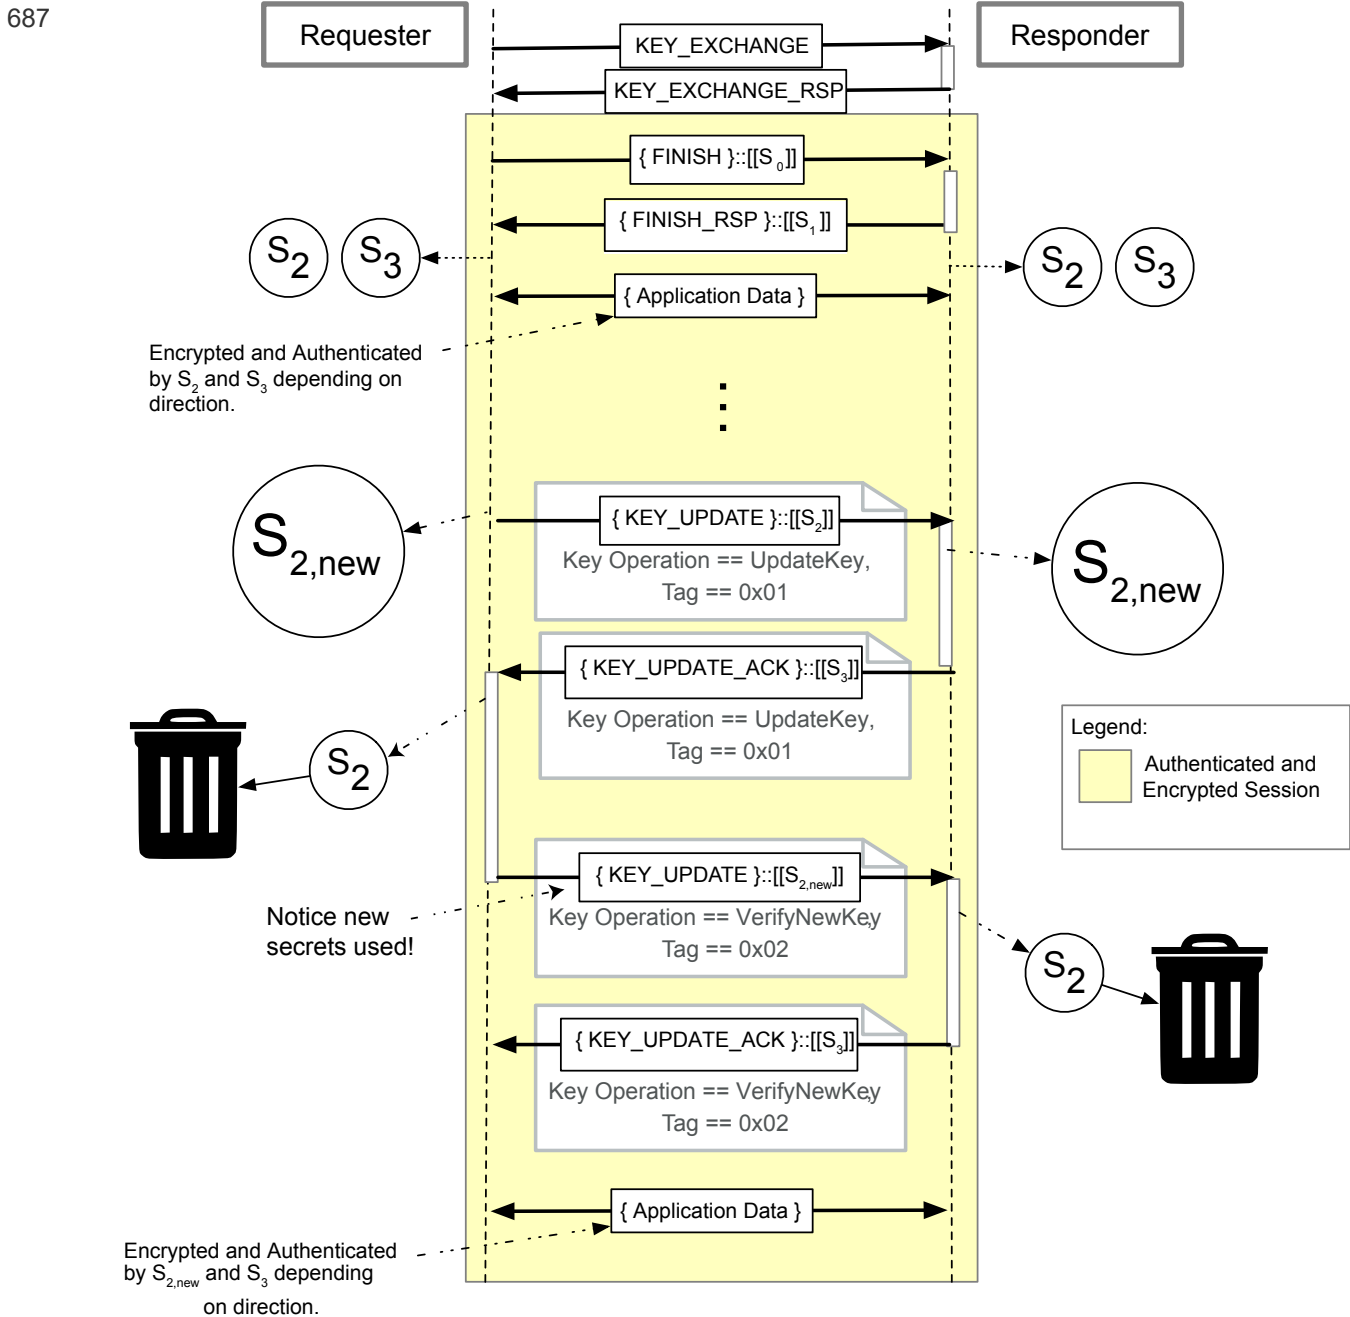 687
Requester
Responder
KEY_EXCHANGE
KEY_EXCHANGE_RSP
{ FINISH }::[[S0]]
{ FINISH_RSP }::[[S1]]
S2
S3
S2
S3
{ Application Data }
Encrypted and Authenticated
by S2 and S3 depending on
direction.
{ KEY_UPDATE }::[[S2]]
Key Operation == UpdateKey,
Tag == 0x01
S2,new
S2,new
{ KEY_UPDATE_ACK }::[[S3]]
Key Operation == UpdateKey,
Tag == 0x01
S2
Legend:
Authenticated and
Encrypted Session
{ KEY_UPDATE }::[[S2,new]]
Key Operation == VerifyNewKey,
Tag == 0x02
Notice new
secrets used!
S2
{ KEY_UPDATE_ACK }::[[S3]]
Key Operation == VerifyNewKey,
Tag == 0x02
{ Application Data }
Encrypted and Authenticated
by S2,new and S3 depending
on direction.